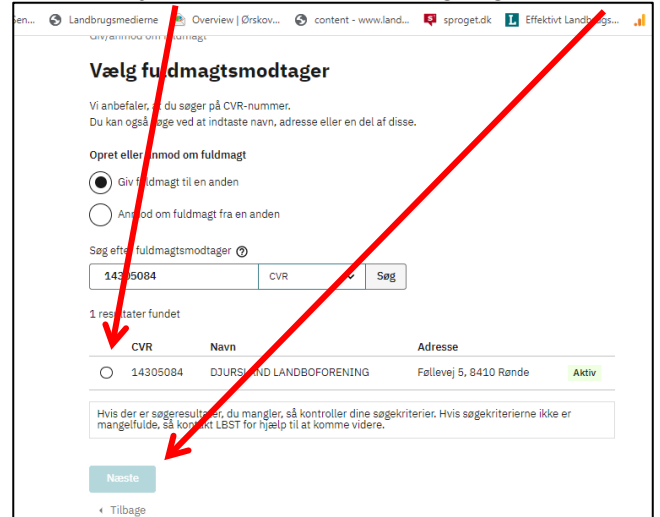 en... Landbrugsmedierne Overview | Ørskov... content - www.land... sproget.dk L Effektivt Landbrugs...
Giv/anmod om fuldmagt
Vælg fuldmagtsmodtager
Vi anbefaler, at du søger på CVR-nummer.
Du kan også søge ved at indtaste navn, adresse eller en del af disse.
Opret eller anmod om fuldmagt
Giv fuldmagt til en anden
Anmod om fuldmagt fra en anden
Søg efter fuldmagtsmodtager ?
14305084 CVR Søg
1 resultater fundet
CVR Navn Adresse
14305084 DJURSLAND LANDBOFORENING Føllevej 5, 8410 Rønde Aktiv
Hvis der er søgeresultater, du mangler, så kontroller dine søgekriterier. Hvis søgekriterierne ikke er
mangelfulde, så kontakt LBST for hjælp til at komme videre.
Næste
Tilbage